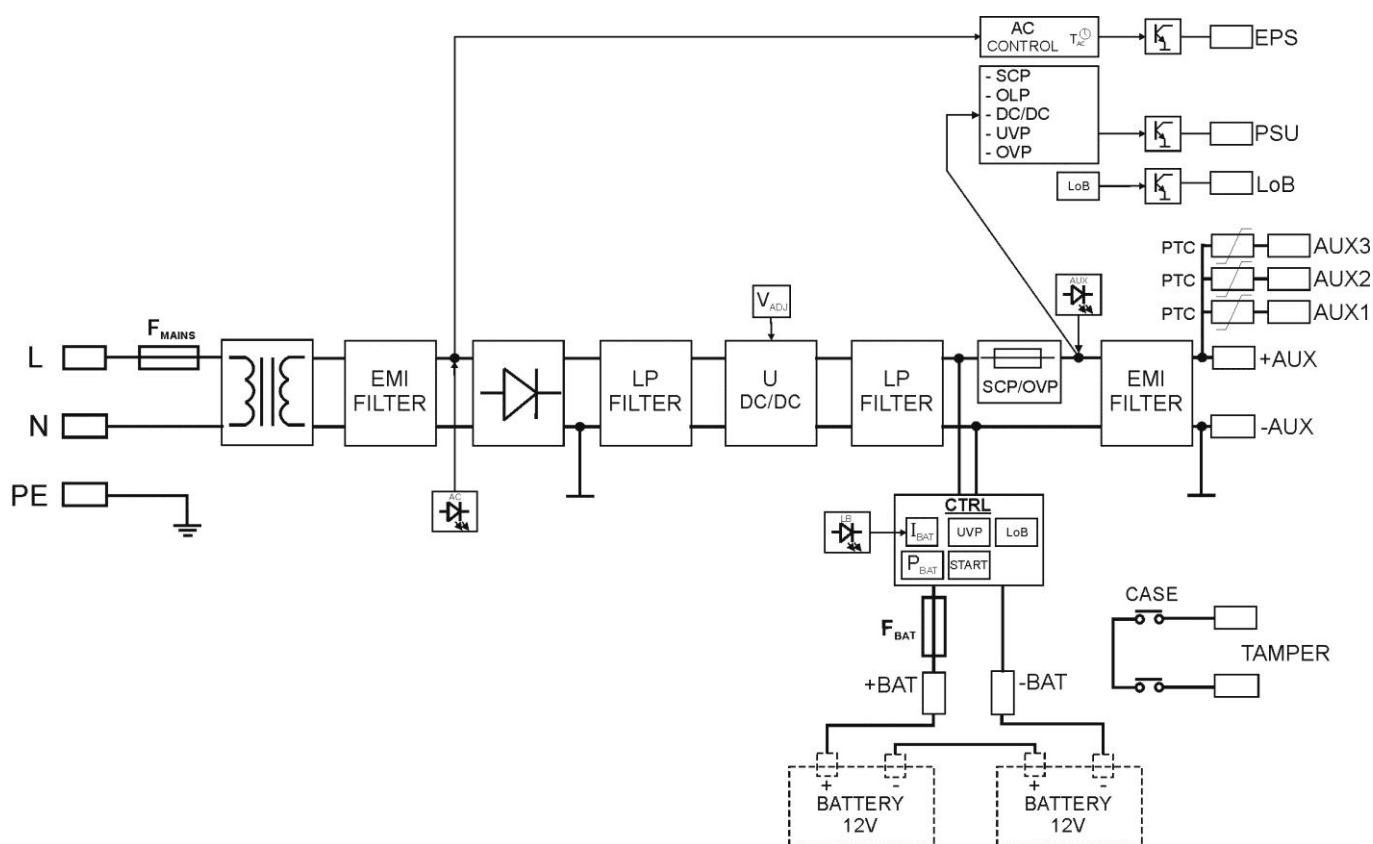 AC
CONTROL T AC
EPS
- SCP
- OLP
- DC/DC
- UVP
- OVP
PSU
LoB
LoB
PTC
AUX3
PTC
AUX2
PTC
AUX1
AUX
V ADJ
F MAINS
L
N
PE
EMI
FILTER
LP
FILTER
U
DC/DC
LP
FILTER
SCP/OVP
EMI
FILTER
+AUX
-AUX
AC
LB
CTRL
I BAT
UVP
LoB
P BAT
START
F BAT
+BAT
-BAT
CASE
TAMPER
+
-
BATTERY
12V
+
-
BATTERY
12V